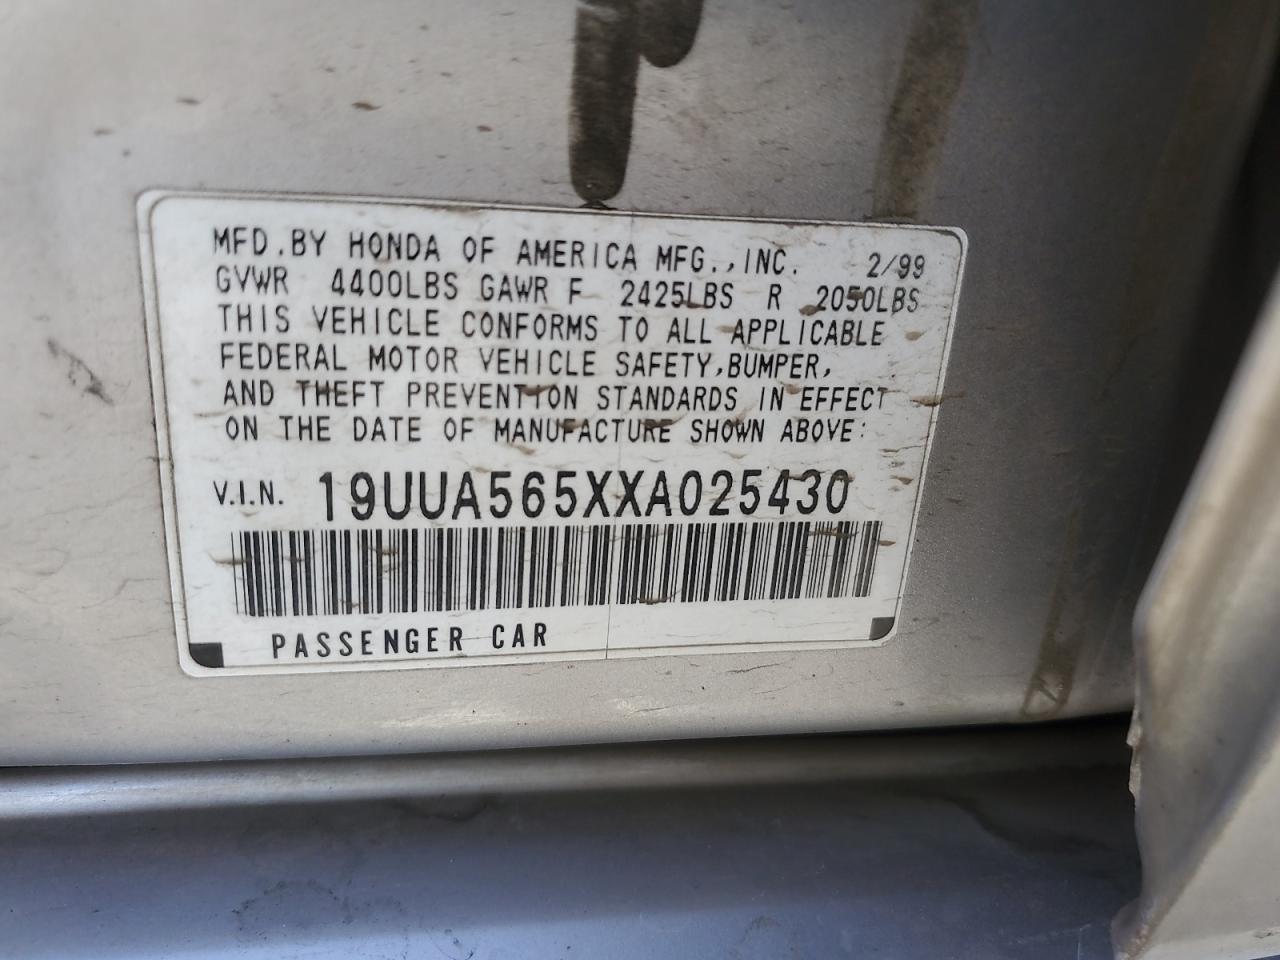 MFD.BY HONDA OF AMERICA MFG.,INC. 2/99
GVWR 4400LBS GAWR F 2425LBS R 2050LBS
THIS VEHICLE CONFORMS TO ALL APPLICABLE
FEDERAL MOTOR VEHICLE SAFETY,BUMPER,
AND THEFT PREVENTION STANDARDS IN EFFECT
ON THE DATE OF MANUFACTURE SHOWN ABOVE:
V.I.N. 19UUA565XXA025430
PASSENGER CAR